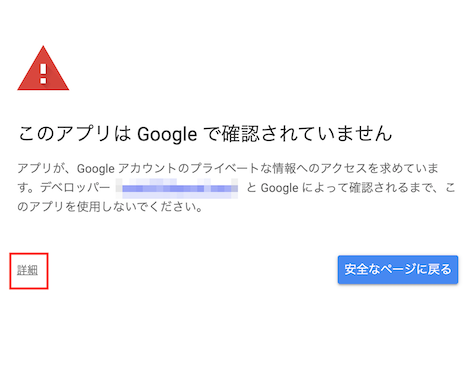 このアプリは Google で確認されていません
アプリが、Google アカウントのプライベートな情報へのアクセスを求めていま
す。デベロッパー と Google によって確認されるまで、こ
のアプリを使用しないでください。
詳細
安全なページに戻る